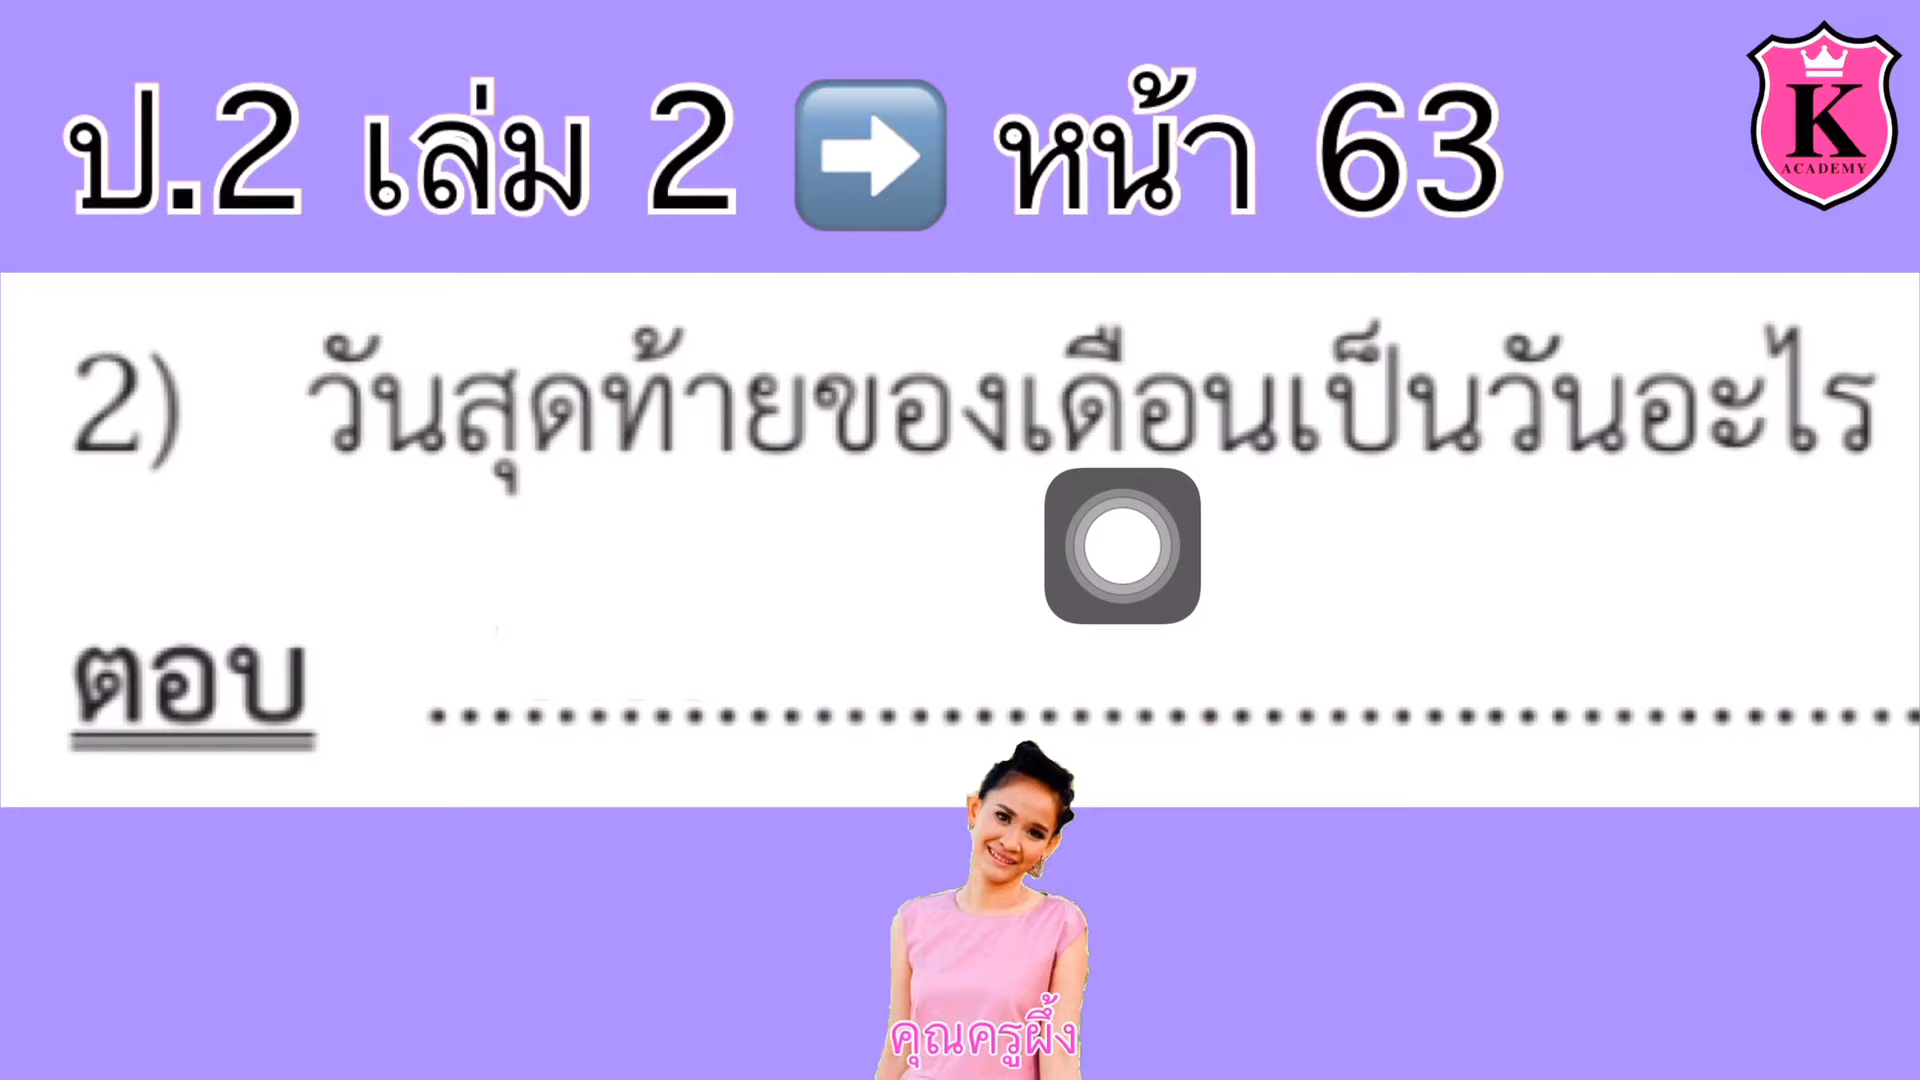 ป.2 เล่ม 2 ➡ หน้า 63
K
ACADEMY
2) วันสุดท้ายของเดือนเป็นวันอะไร
ตอบ ................................................
คุณครูผึ้ง